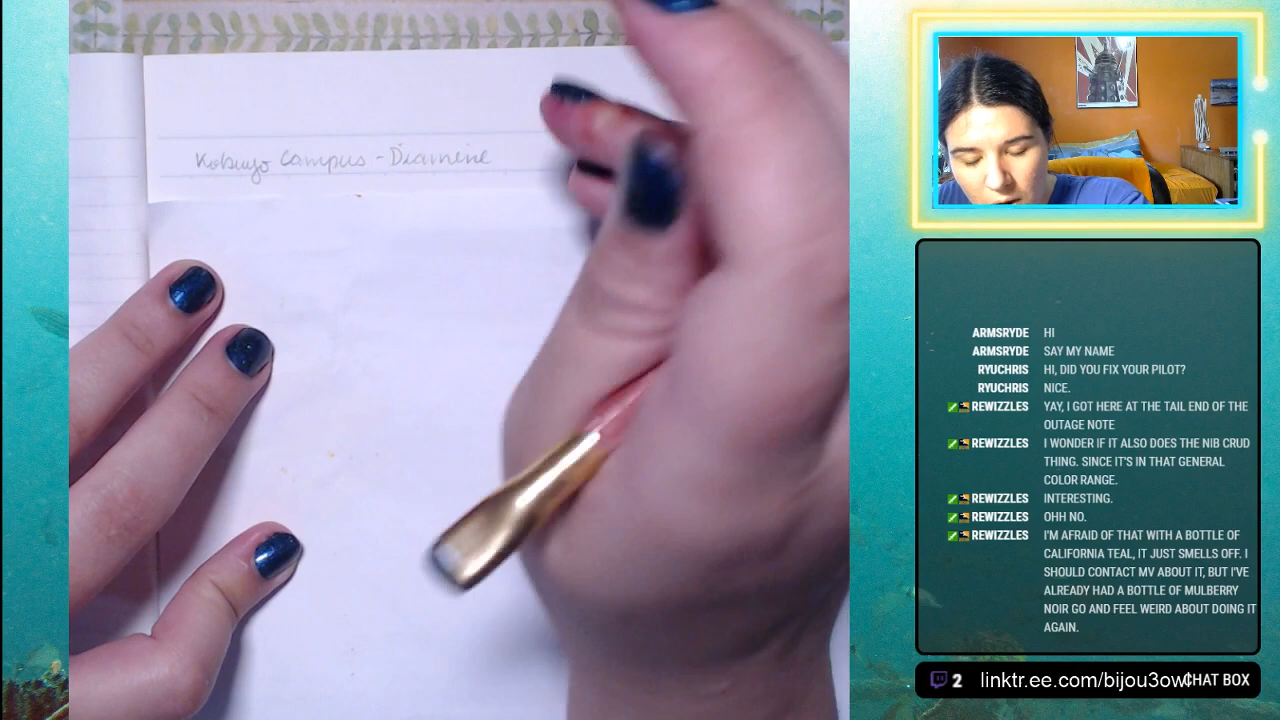 Campus - Diamine
ARMSRYDE HI
ARMSRYDE SAY MY NAME
RYUCHRIS HI, DID YOU FIX YOUR PILOT?
RYUCHRIS NICE.
REWIZZLES YAY, I GOT HERE AT THE TAIL END OF THE
OUTAGE NOTE
REWIZZLES I WONDER IF IT ALSO DOES THE NIB CRUD
THING. SINCE IT'S IN THAT GENERAL
COLOR RANGE.
REWIZZLES INTERESTING.
REWIZZLES OHH NO.
REWIZZLES I'M AFRAID OF THAT WITH A BOTTLE OF
CALIFORNIA TEAL, IT JUST SMELLS OFF. I
SHOULD CONTACT MV ABOUT IT, BUT I'VE
ALREADY HAD A BOTTLE OF MULBERRY
NOIR GO AND FEEL WEIRD ABOUT DOING IT
AGAIN.
2 linktr.ee.com/bijou3owl CHAT BOX